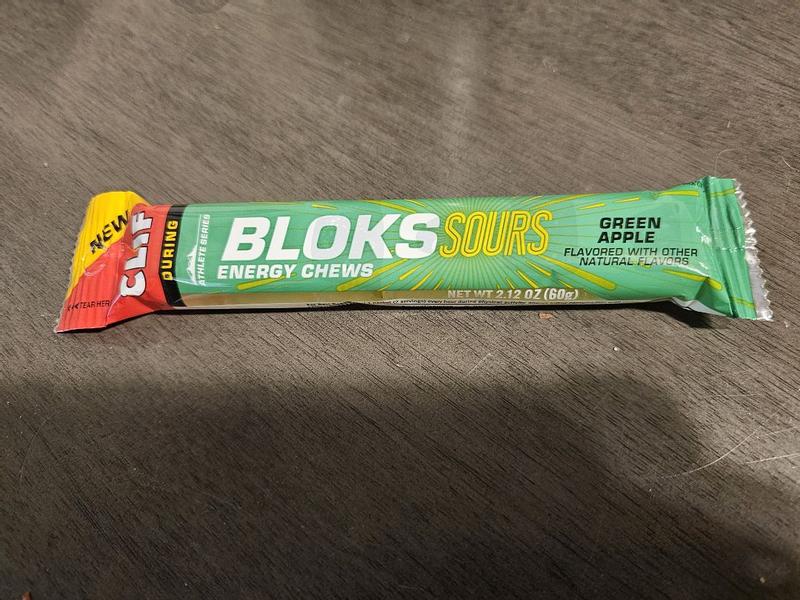 NEW
TEAR HERE
CLIF
DURING
ATHLETE SERIES
BLOKS SOURS
ENERGY CHEWS
GREEN
APPLE
FLAVORED WITH OTHER
NATURAL FLAVORS
NET WT 2.12 OZ (60g)